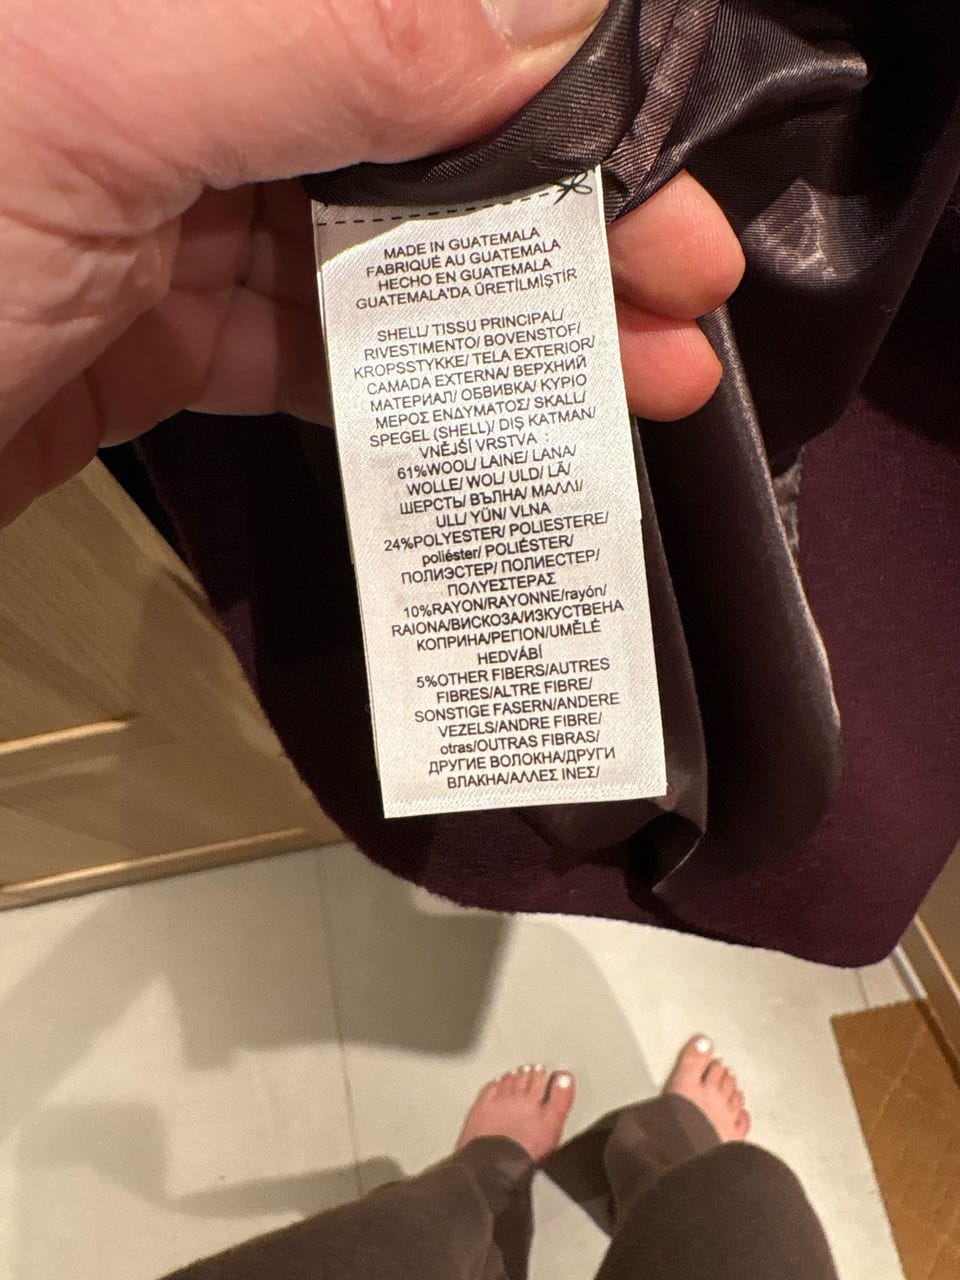 MADE IN GUATEMALA
FABRIQUÉ AU GUATEMALA
HECHO EN GUATEMALA
GUATEMALA'DA ÜRETİLMİŞTİR
SHELL/ TISSU PRINCIPAL/
RIVESTIMENTO/ BOVENSTOF/
KROPSSTYKKE/ TELA EXTERIOR/
CAMADA EXTERNA/ ВЕРХНИЙ
МАТЕРИАЛ/ ОБВИВКА/ ΚΥΡΙΟ
ΜΕΡΟΣ ΕΝΔΥΜΑΤΟΣ/ SKALL/
SPEGEL (SHELL)/ DIŞ KATMAN/
VNĚJŠÍ VRSTVA :
61%WOOL/ LAINE/ LANA/
WOLLE/ WOL/ ULD/ LÃ/
ШЕРСТЬ/ ВЪЛНА/ ΜΑΛΛΙ/
ULL/ YÜN/ VLNA
24%POLYESTER/ POLIESTERE/
poliéster/ POLIÉSTER/
ПОЛИЭСТЕР/ ПОЛИЕСТЕР/
ΠΟΛΥΕΣΤΕΡΑΣ
10%RAYON/RAYONNE/rayón/
RAIONA/ВИСКОЗА/ИЗКУСТВЕНА
КОПРИНА/ΡΕΓΙΟΝ/UMĚLÉ
HEDVÁBÍ
5%OTHER FIBERS/AUTRES
FIBRES/ALTRE FIBRE/
SONSTIGE FASERN/ANDERE
VEZELS/ANDRE FIBRE/
otras/OUTRAS FIBRAS/
ДРУГИЕ ВОЛОКНА/ДРУГИ
ВЛАКНА/ΑΛΛΕΣ ΙΝΕΣ/